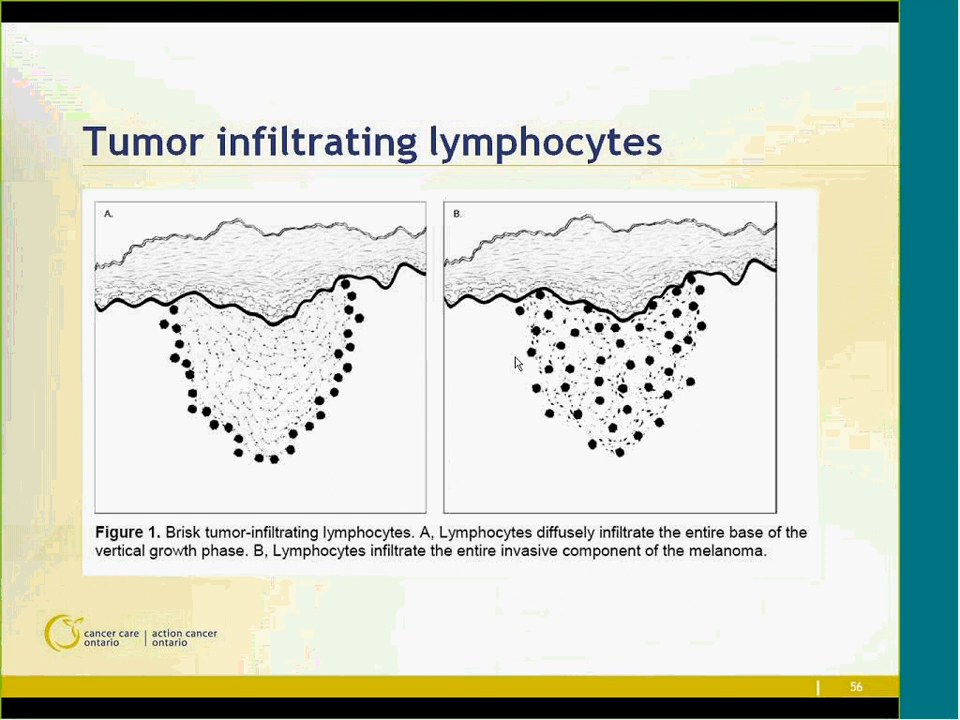 Tumor infiltrating lymphocytes
A.
B.
Figure 1. Brisk tumor-infiltrating lymphocytes. A, Lymphocytes diffusely infiltrate the entire base of the
vertical growth phase. B, Lymphocytes infiltrate the entire invasive component of the melanoma.
cancer care | action cancer
ontario | ontario
56